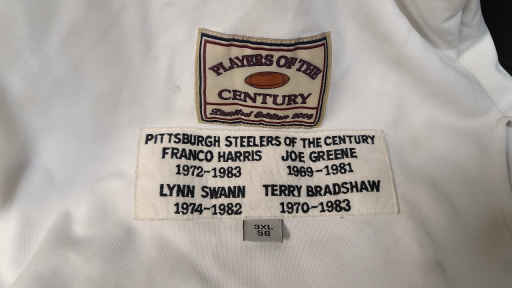 PLAYERS OF THE
CENTURY
Limited Edition
PITTSBURGH STEELERS OF THE CENTURY
FRANCO HARRIS JOE GREENE
1972-1983 1969-1981
LYNN SWANN TERRY BRADSHAW
1974-1982 1970-1983
3XL
56